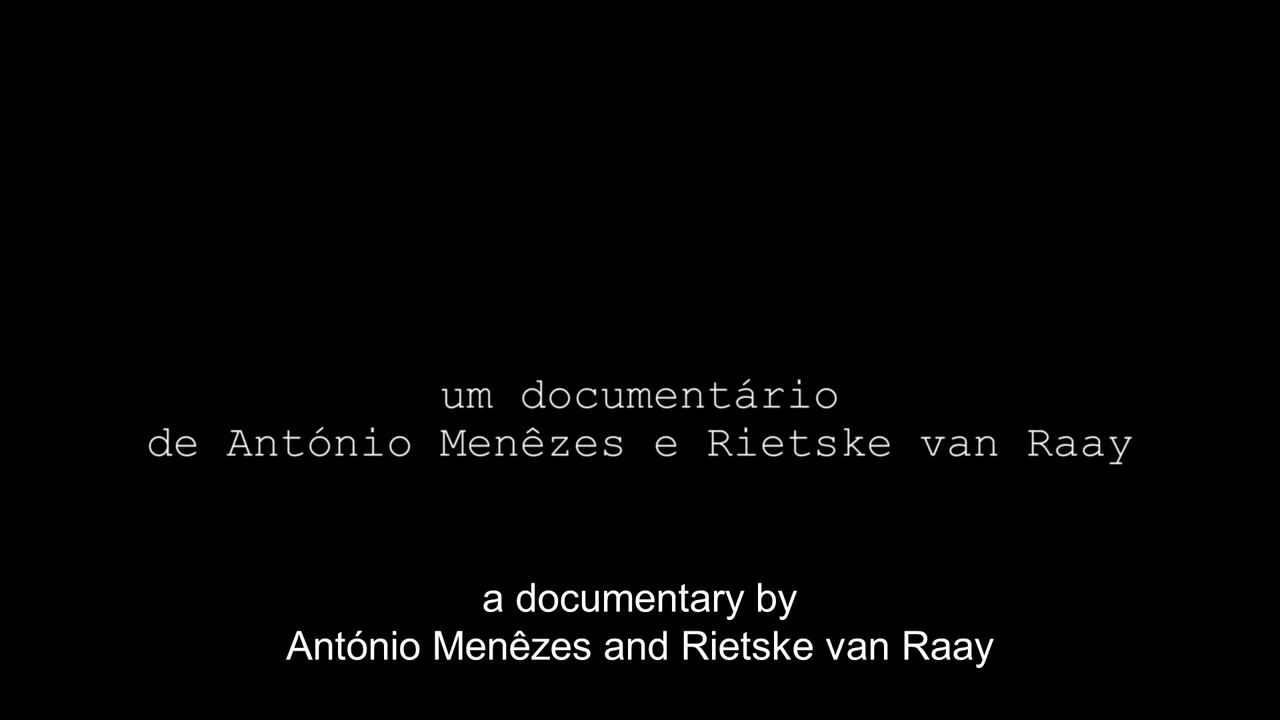 um documentário
de António Menêzes e Rietske van Raay
a documentary by
António Menêzes and Rietske van Raay